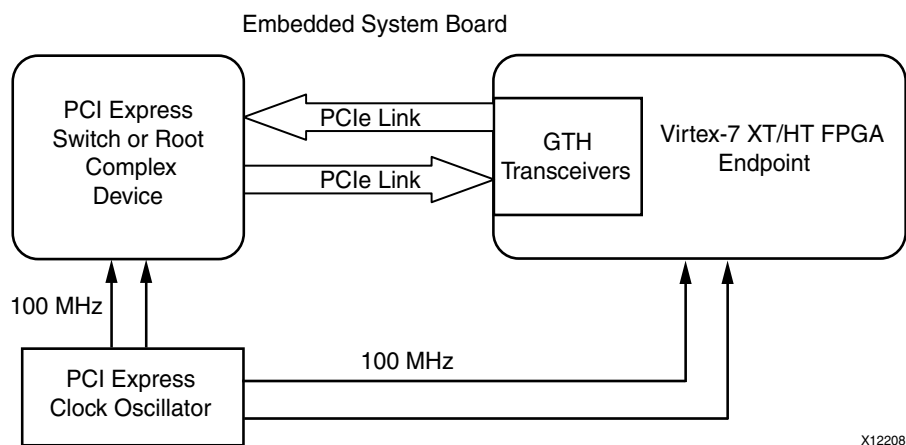 Embedded System Board
PCI Express
Switch or Root
Complex
Device
PCIe Link
PCIe Link
GTH
Transceivers
Virtex-7 XT/HT FPGA
Endpoint
100 MHz
PCI Express
Clock Oscillator
100 MHz
X12208